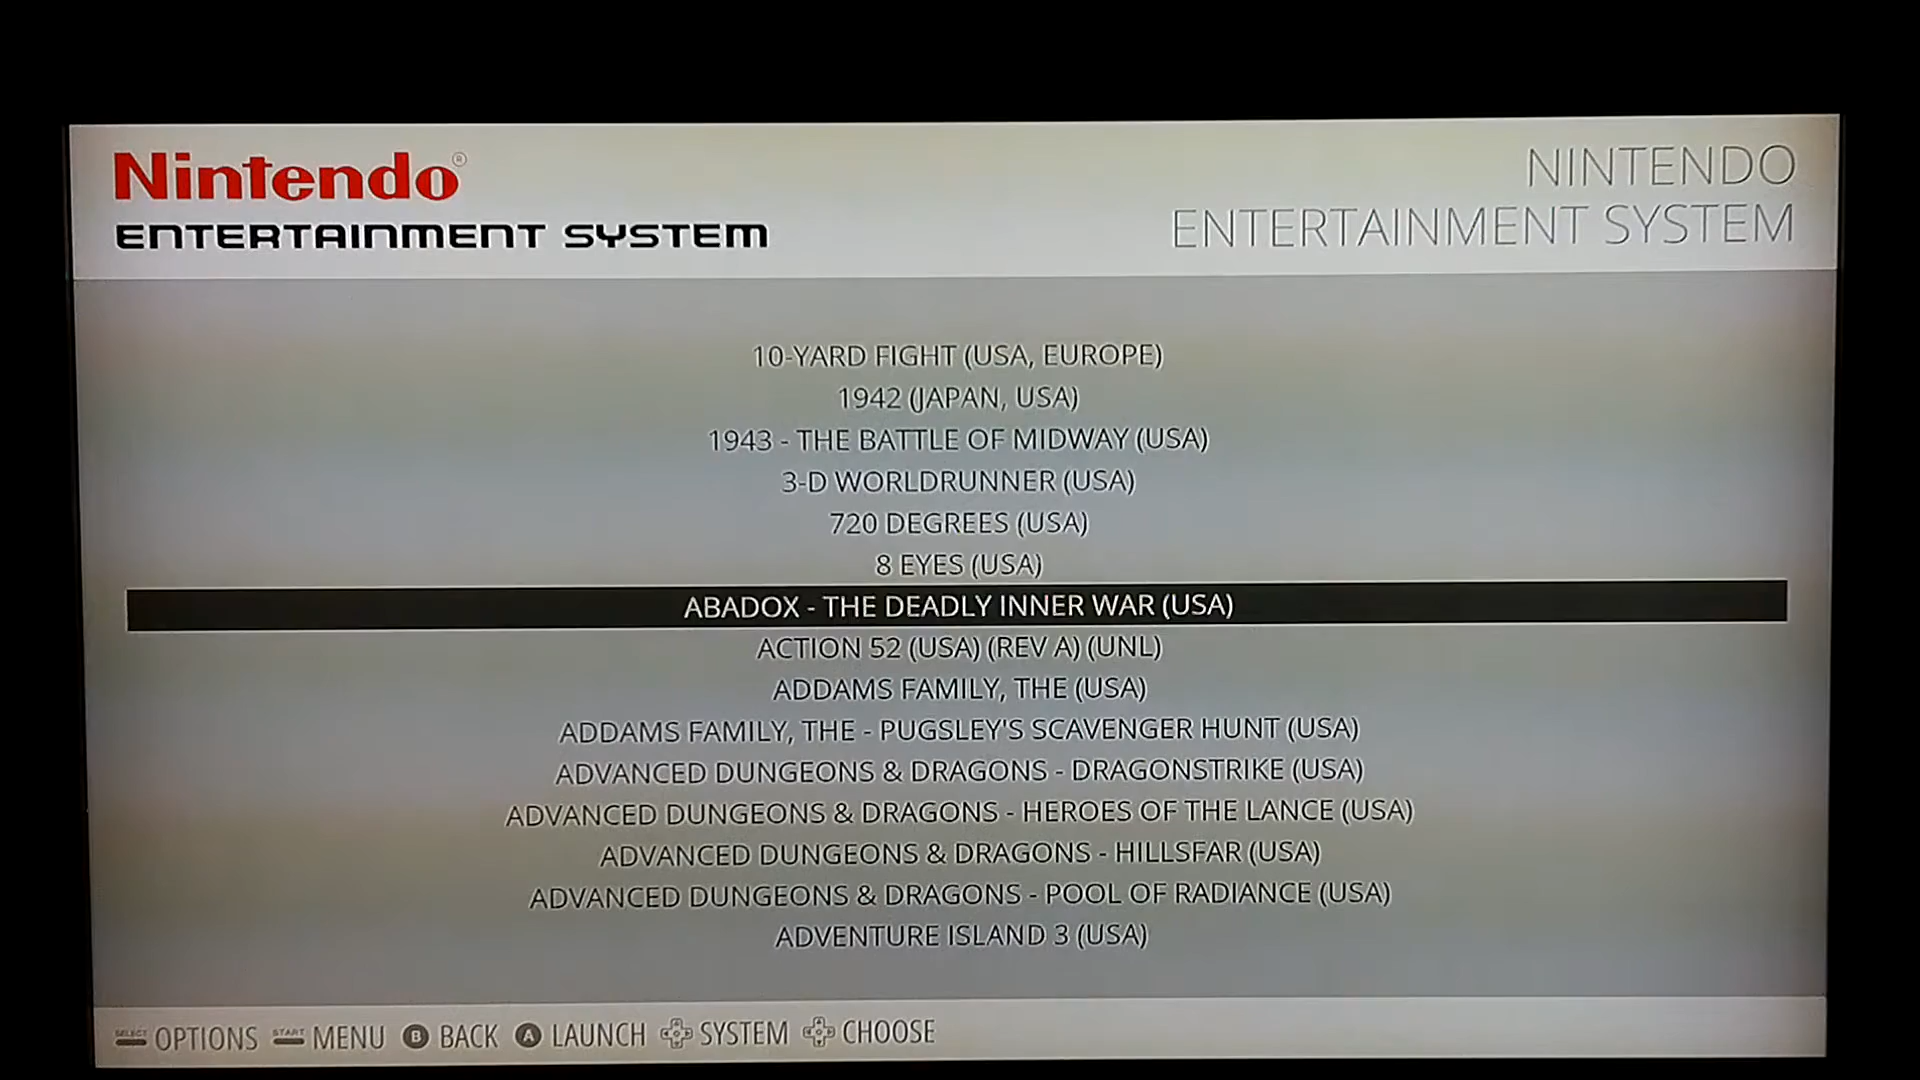 Nintendo®
ENTERTAINMENT SYSTEM
NINTENDO
ENTERTAINMENT SYSTEM
10-YARD FIGHT (USA, EUROPE)
1942 (JAPAN, USA)
1943 - THE BATTLE OF MIDWAY (USA)
3-D WORLDRUNNER (USA)
720 DEGREES (USA)
8 EYES (USA)
ABADOX - THE DEADLY INNER WAR (USA)
ACTION 52 (USA) (REV A) (UNL)
ADDAMS FAMILY, THE (USA)
ADDAMS FAMILY, THE - PUGSLEY'S SCAVENGER HUNT (USA)
ADVANCED DUNGEONS & DRAGONS - DRAGONSTRIKE (USA)
ADVANCED DUNGEONS & DRAGONS - HEROES OF THE LANCE (USA)
ADVANCED DUNGEONS & DRAGONS - HILLSFAR (USA)
ADVANCED DUNGEONS & DRAGONS - POOL OF RADIANCE (USA)
ADVENTURE ISLAND 3 (USA)
SELECT OPTIONS START MENU B BACK A LAUNCH SYSTEM CHOOSE